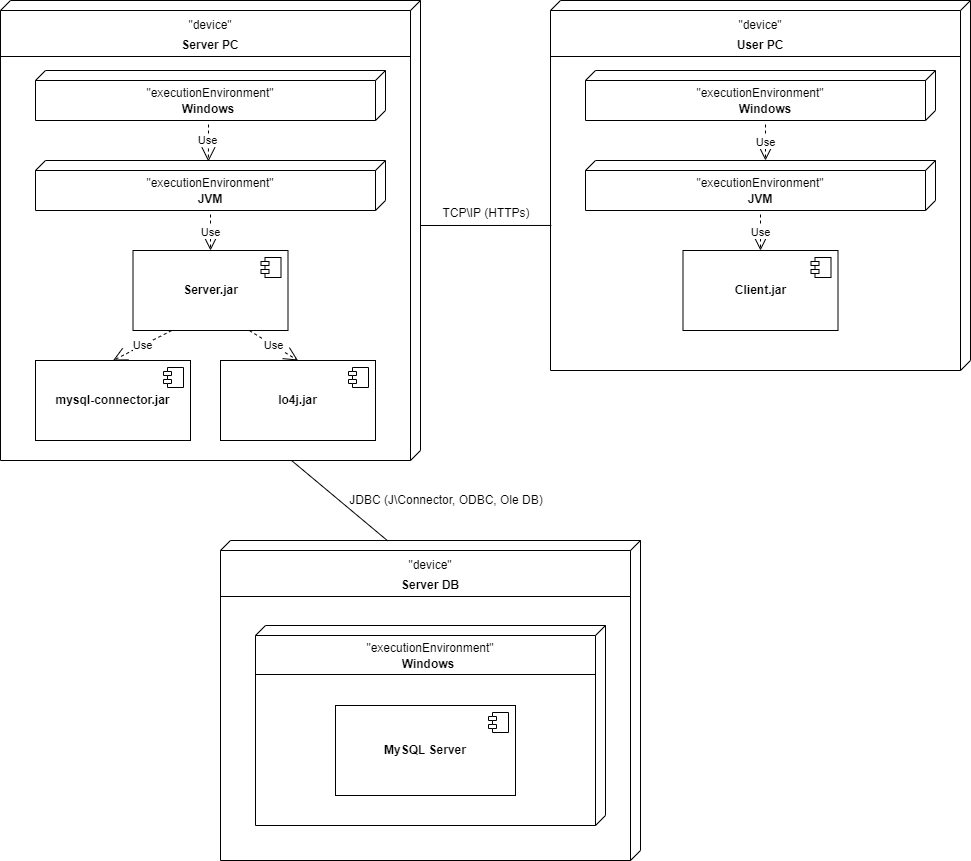 "device"
Server PC
"executionEnvironment"
Windows
Use
"executionEnvironment"
JVM
Use
Server.jar
Use
Use
mysql-connector.jar
lo4j.jar
TCP\IP (HTTPs)
"device"
User PC
"executionEnvironment"
Windows
Use
"executionEnvironment"
JVM
Use
Client.jar
JDBC (J\Connector, ODBC, Ole DB)
"device"
Server DB
"executionEnvironment"
Windows
MySQL Server